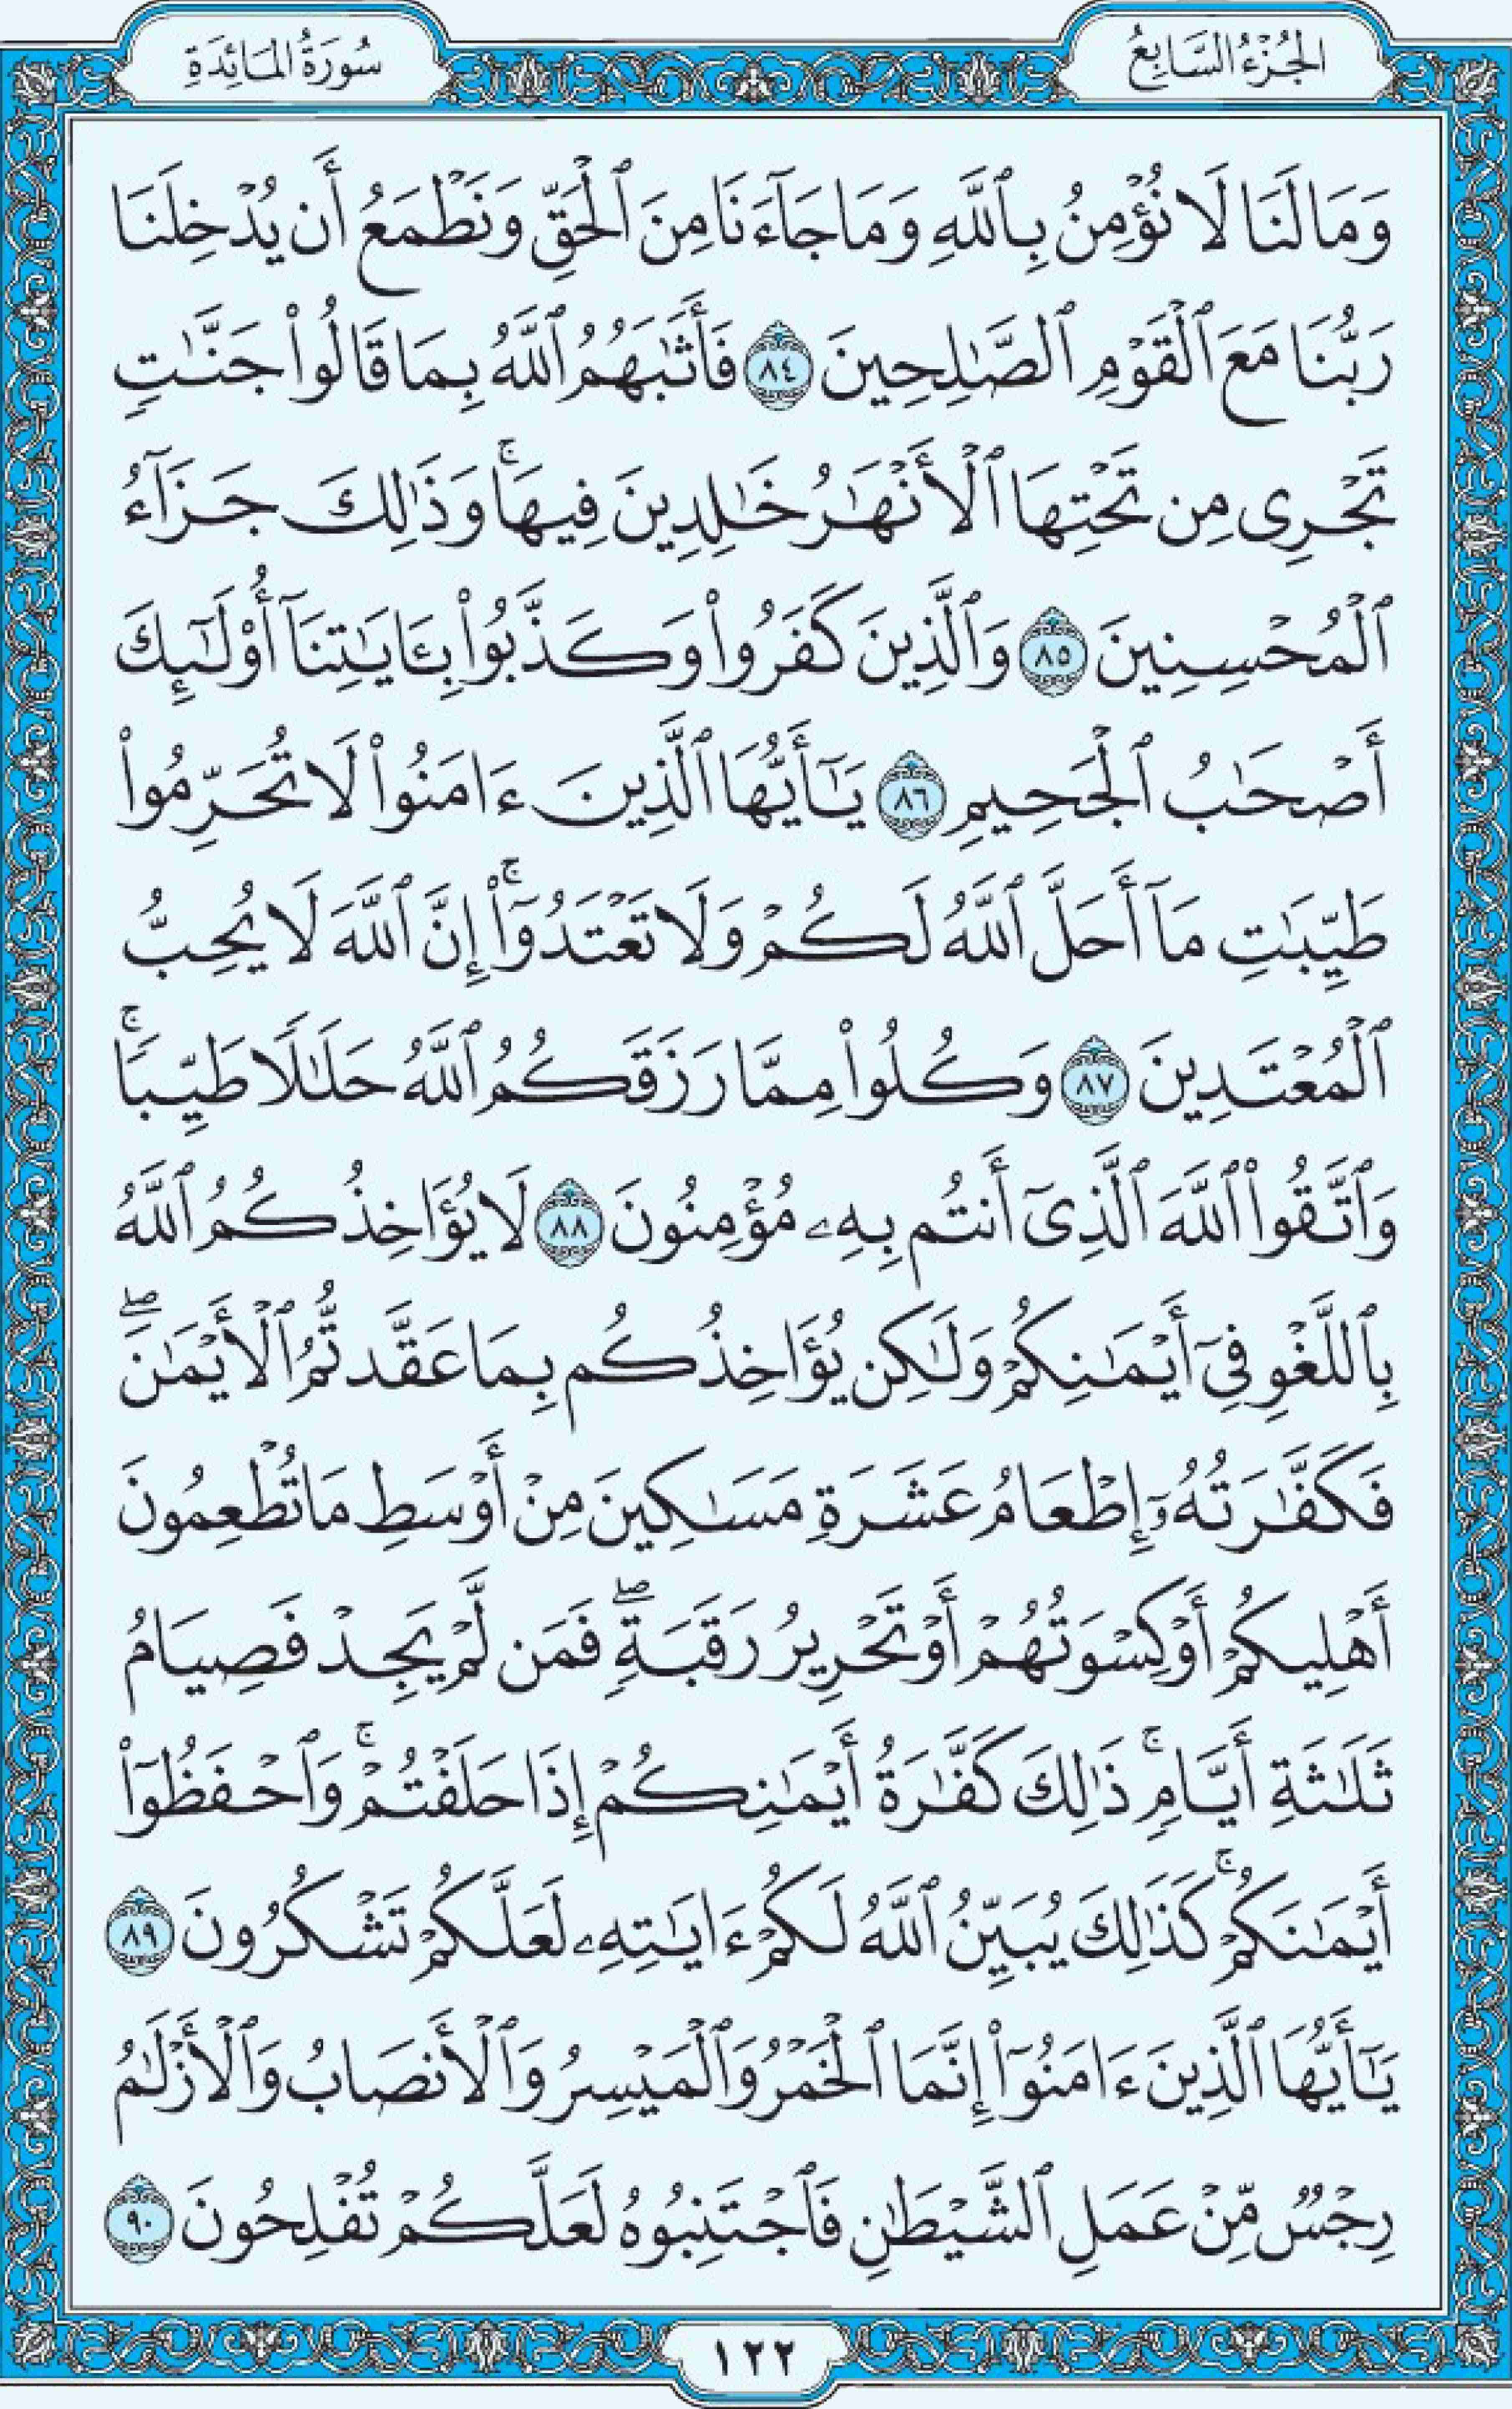 الجُزْءُ السَّابِعُ
سُورَةُ المَائِدَةِ
وَمَا لَنَا لَا نُؤْمِنُ بِٱللَّهِ وَمَا جَآءَنَا مِنَ ٱلْحَقِّ وَنَطْمَعُ أَن يُدْخِلَنَا
رَبُّنَا مَعَ ٱلْقَوْمِ ٱلصَّٰلِحِينَ ٨٤ فَأَثَٰبَهُمُ ٱللَّهُ بِمَا قَالُوا۟ جَنَّٰتٍ
تَجْرِى مِن تَحْتِهَا ٱلْأَنْهَٰرُ خَٰلِدِينَ فِيهَا ۚ وَذَٰلِكَ جَزَآءُ
ٱلْمُحْسِنِينَ ٨٥ وَٱلَّذِينَ كَفَرُوا۟ وَكَذَّبُوا۟ بِـَٔايَٰتِنَآ أُو۟لَٰٓئِكَ
أَصْحَٰبُ ٱلْجَحِيمِ ٨٦ يَٰٓأَيُّهَا ٱلَّذِينَ ءَامَنُوا۟ لَا تُحَرِّمُوا۟
طَيِّبَٰتِ مَآ أَحَلَّ ٱللَّهُ لَكُمْ وَلَا تَعْتَدُوٓا۟ ۚ إِنَّ ٱللَّهَ لَا يُحِبُّ
ٱلْمُعْتَدِينَ ٨٧ وَكُلُوا۟ مِمَّا رَزَقَكُمُ ٱللَّهُ حَلَٰلًا طَيِّبًا ۚ
وَٱتَّقُوا۟ ٱللَّهَ ٱلَّذِىٓ أَنتُم بِهِۦ مُؤْمِنُونَ ٨٨ لَا يُؤَاخِذُكُمُ ٱللَّهُ
بِٱللَّغْوِ فِىٓ أَيْمَٰنِكُمْ وَلَٰكِن يُؤَاخِذُكُم بِمَا عَقَّدتُّمُ ٱلْأَيْمَٰنَ ۖ
فَكَفَّٰرَتُهُۥٓ إِطْعَامُ عَشَرَةِ مَسَٰكِينَ مِنْ أَوْسَطِ مَا تُطْعِمُونَ
أَهْلِيكُمْ أَوْ كِسْوَتُهُمْ أَوْ تَحْرِيرُ رَقَبَةٍ ۖ فَمَن لَّمْ يَجِدْ فَصِيَامُ
ثَلَٰثَةِ أَيَّامٍ ۚ ذَٰلِكَ كَفَّٰرَةُ أَيْمَٰنِكُمْ إِذَا حَلَفْتُمْ ۚ وَٱحْفَظُوٓا۟
أَيْمَٰنَكُمْ ۚ كَذَٰلِكَ يُبَيِّنُ ٱللَّهُ لَكُمْ ءَايَٰتِهِۦ لَعَلَّكُمْ تَشْكُرُونَ ٨٩
يَٰٓأَيُّهَا ٱلَّذِينَ ءَامَنُوٓا۟ إِنَّمَا ٱلْخَمْرُ وَٱلْمَيْسِرُ وَٱلْأَنصَابُ وَٱلْأَزْلَٰمُ
رِجْسٌ مِّنْ عَمَلِ ٱلشَّيْطَٰنِ فَٱجْتَنِبُوهُ لَعَلَّكُمْ تُفْلِحُونَ ٩٠
١٢٢